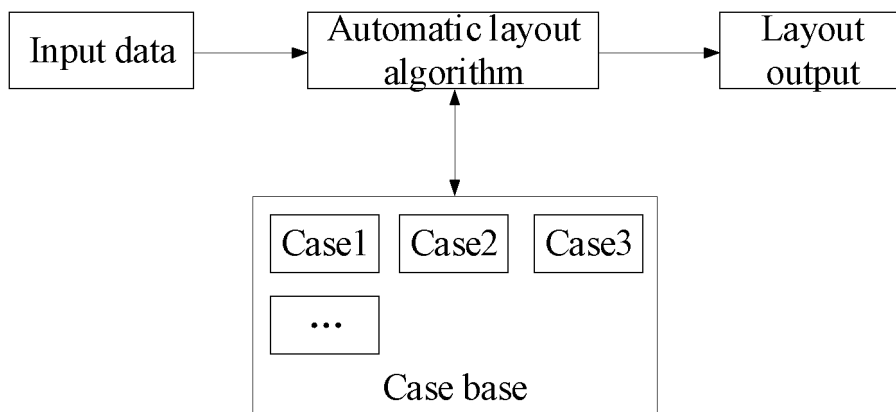 Input data
Automatic layout
algorithm
Layout
output
Case1
Case2
Case3
...
Case base